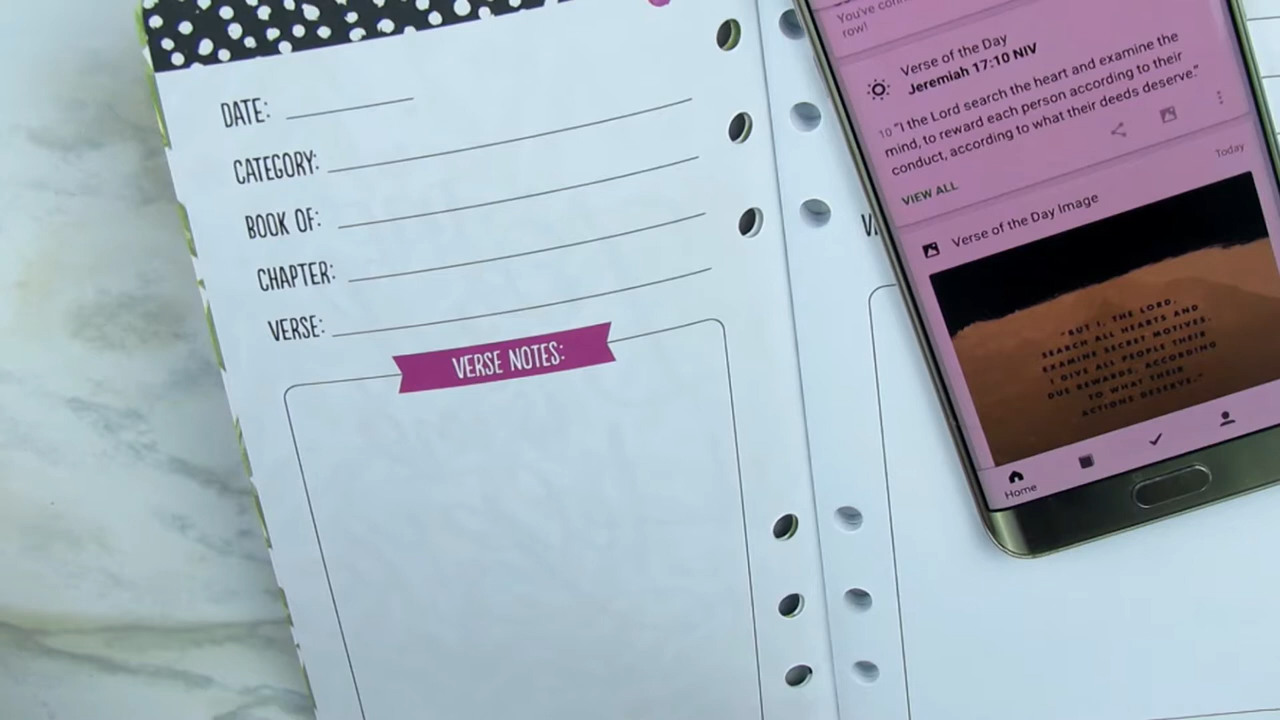 DATE:
CATEGORY:
BOOK OF:
CHAPTER:
VERSE:
VERSE NOTES:
row!
Verse of the Day
Jeremiah 17:10 NIV
10 "I the Lord search the heart and examine the
mind, to reward each person according to their
conduct, according to what their deeds deserve."
VIEW ALL
Today
Verse of the Day Image
"BUT I, THE LORD,
SEARCH ALL HEARTS AND
EXAMINE SECRET MOTIVES.
I GIVE ALL PEOPLE THEIR
DUE REWARDS, ACCORDING
TO WHAT THEIR
ACTIONS DESERVE."
Home